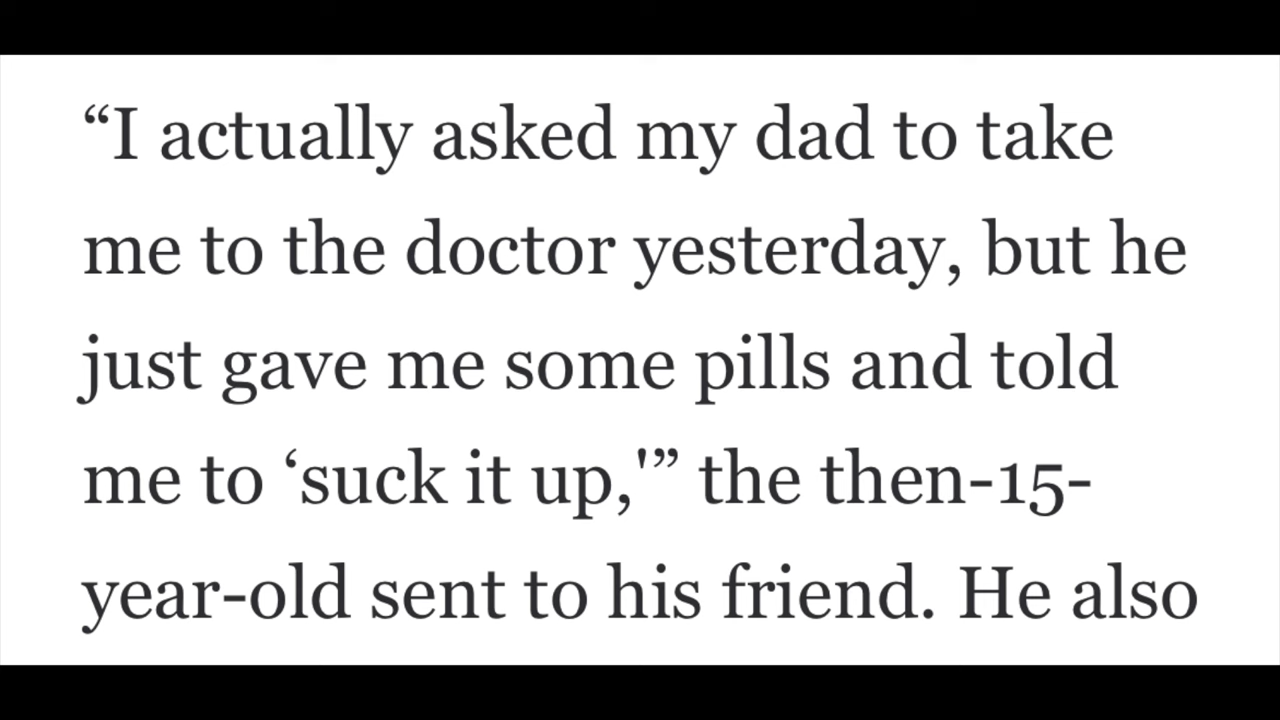 “I actually asked my dad to take
me to the doctor yesterday, but he
just gave me some pills and told
me to ‘suck it up,'” the then-15-
year-old sent to his friend. He also